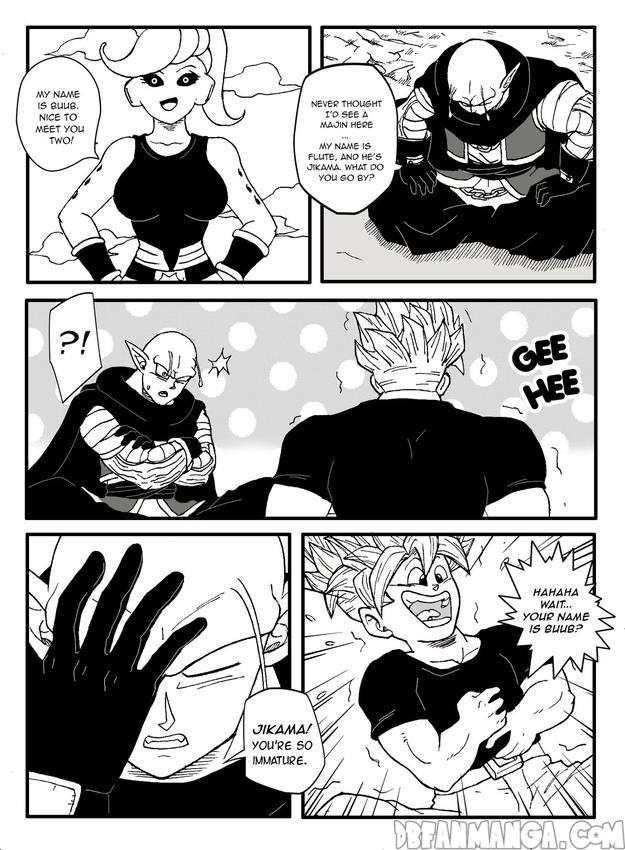 NEVER THOUGHT
I'D SEE A
MAJIN HERE
...
MY NAME IS
FLUTE, AND HE'S
JIKAMA. WHAT DO
YOU GO BY?
MY NAME
IS BUUB.
NICE TO
MEET YOU
TWO!
GEE
HEE
?!
HAHAHA
WAIT...
YOUR NAME
IS BUUB?
JIKAMA!
YOU'RE SO
IMMATURE.
DBFANMANGA.COM